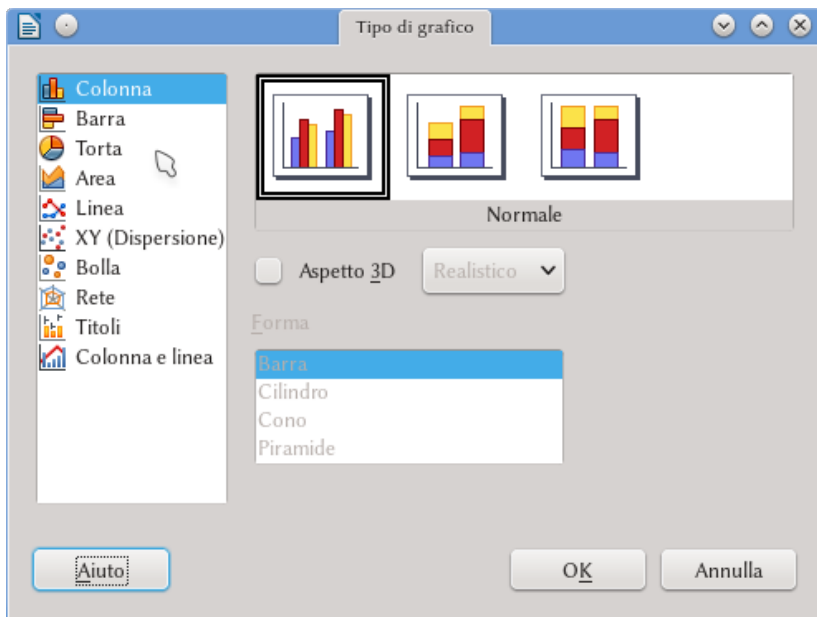 Tipo di grafico
Colonna
Barra
Torta
Area
Linea
XY (Dispersione)
Bolla
Rete
Titoli
Colonna e linea
Normale
Aspetto 3D
Realistico
Forma
Barra
Cilindro
Cono
Piramide
Aiuto
OK
Annulla